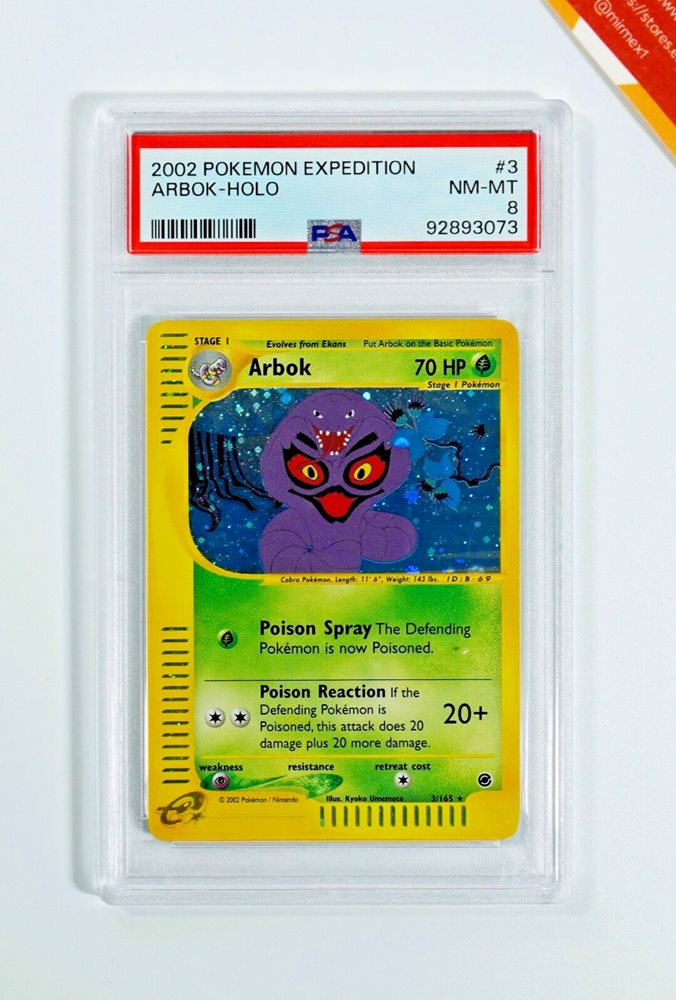 ://stores.e
@mirmex1
2002 POKEMON EXPEDITION #3
ARBOK-HOLO NM-MT
8
PSA 92893073
STAGE 1 Evolves from Ekans Put Arbok on the Basic Pokémon
Arbok 70 HP
Stage 1 Pokémon
Cobra Pokémon. Length: 11' 6", Weight: 143 lbs. ID:B-69
Poison Spray The Defending
Pokémon is now Poisoned.
Poison Reaction If the
Defending Pokémon is
Poisoned, this attack does 20
damage plus 20 more damage.
20+
weakness resistance retreat cost
© 2002 Pokémon / Nintendo Illus. Kyoko Umemoto 3/165 ★
e